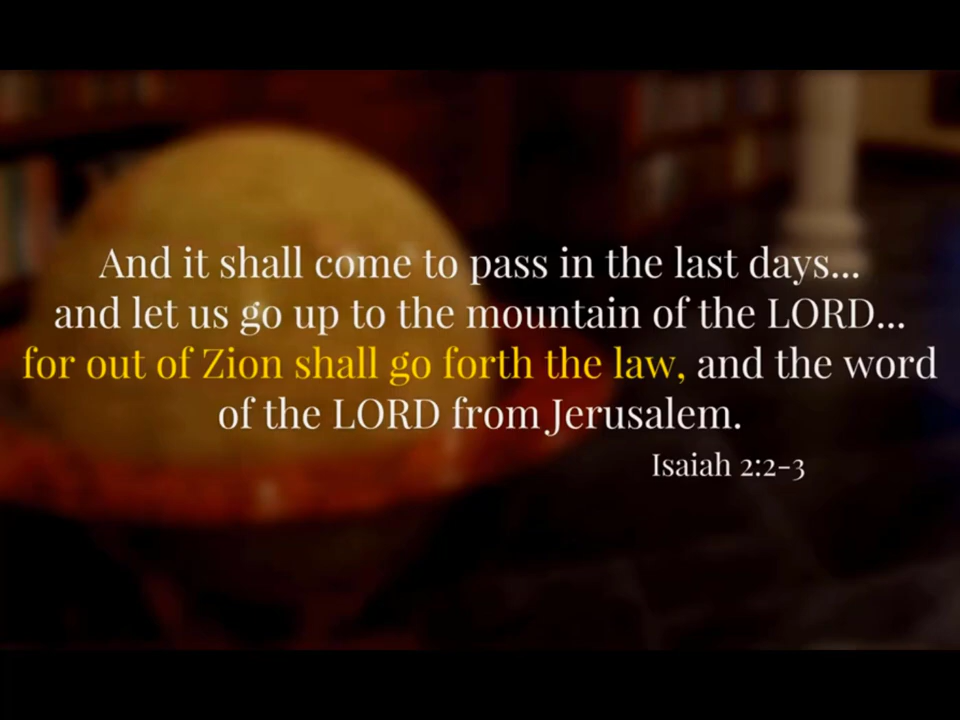 And it shall come to pass in the last days...
and let us go up to the mountain of the LORD...
for out of Zion shall go forth the law, and the word
of the LORD from Jerusalem.
Isaiah 2:2-3